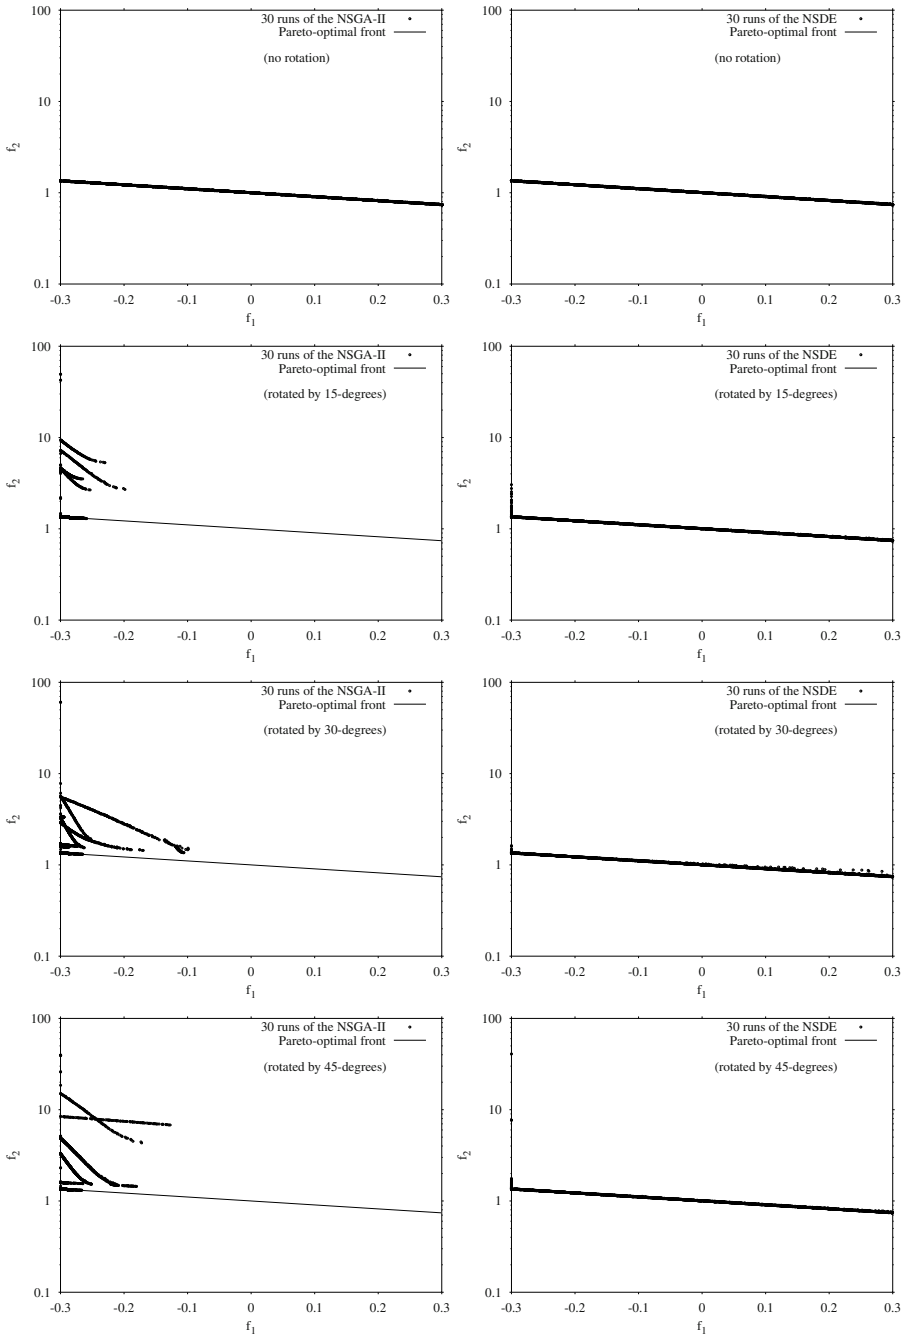 100
10
1
0.1
f2
-0.3 -0.2 -0.1 0 0.1 0.2 0.3
f1
30 runs of the NSGA-II
Pareto-optimal front
(no rotation)
100
10
1
0.1
f2
-0.3 -0.2 -0.1 0 0.1 0.2 0.3
f1
30 runs of the NSDE
Pareto-optimal front
(no rotation)
100
10
1
0.1
f2
-0.3 -0.2 -0.1 0 0.1 0.2 0.3
f1
30 runs of the NSGA-II
Pareto-optimal front
(rotated by 15-degrees)
100
10
1
0.1
f2
-0.3 -0.2 -0.1 0 0.1 0.2 0.3
f1
30 runs of the NSDE
Pareto-optimal front
(rotated by 15-degrees)
100
10
1
0.1
f2
-0.3 -0.2 -0.1 0 0.1 0.2 0.3
f1
30 runs of the NSGA-II
Pareto-optimal front
(rotated by 30-degrees)
100
10
1
0.1
f2
-0.3 -0.2 -0.1 0 0.1 0.2 0.3
f1
30 runs of the NSDE
Pareto-optimal front
(rotated by 30-degrees)
100
10
1
0.1
f2
-0.3 -0.2 -0.1 0 0.1 0.2 0.3
f1
30 runs of the NSGA-II
Pareto-optimal front
(rotated by 45-degrees)
100
10
1
0.1
f2
-0.3 -0.2 -0.1 0 0.1 0.2 0.3
f1
30 runs of the NSDE
Pareto-optimal front
(rotated by 45-degrees)